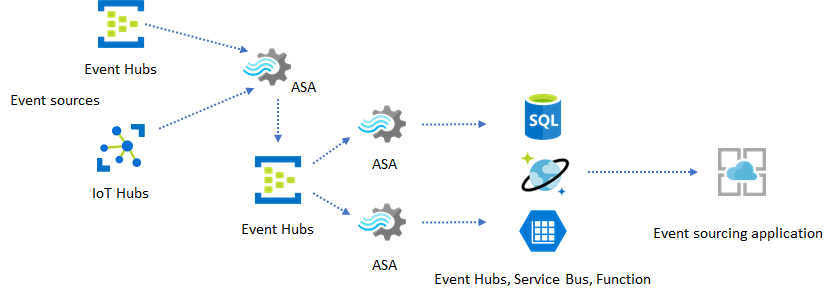 Event Hubs
ASA
Event sources
SQL
ASA
IoT Hubs
Event Hubs
Event sourcing application
ASA
Event Hubs, Service Bus, Function